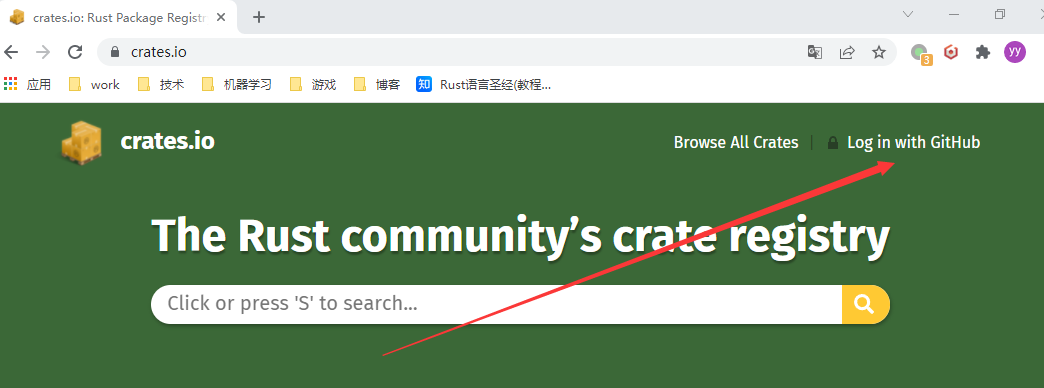 crates.io: Rust Package Registr
crates.io
3
yy
应用 work 技术 机器学习 游戏 博客 知 Rust语言圣经(教程...
crates.io
Browse All Crates
Log in with GitHub
The Rust community's crate registry
Click or press 'S' to search...